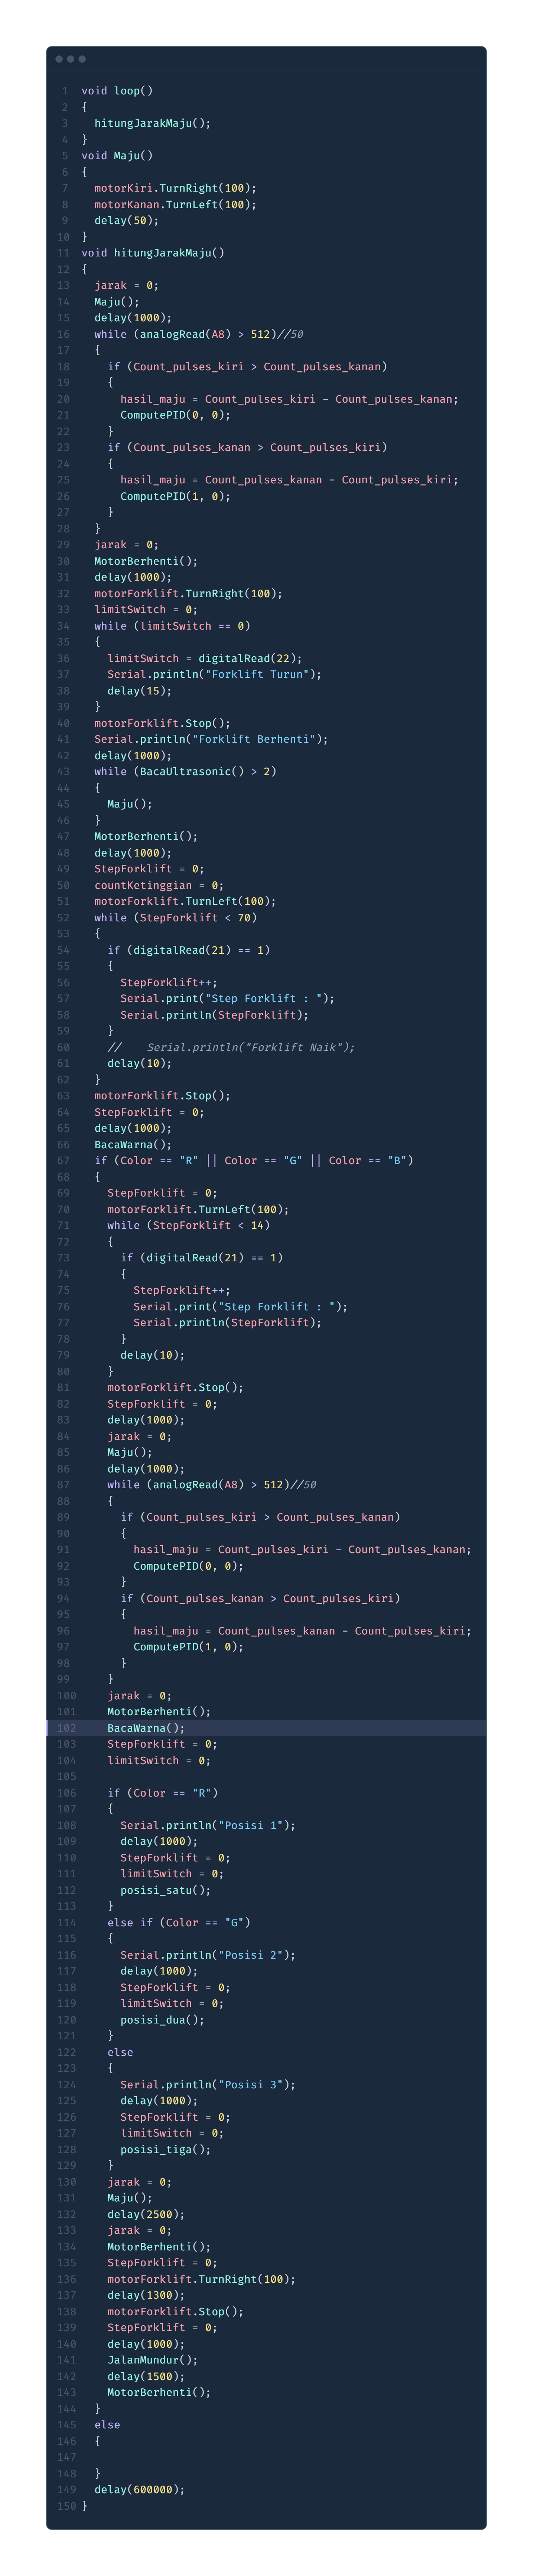 1 void loop()
2 {
3   hitungJarakMaju();
4 }
5 void Maju()
6 {
7   motorKiri.TurnRight(100);
8   motorKanan.TurnLeft(100);
9   delay(50);
10 }
11 void hitungJarakMaju()
12 {
13   jarak = 0;
14   Maju();
15   delay(1000);
16   while (analogRead(A8) > 512)//50
17   {
18     if (Count_pulses_kiri > Count_pulses_kanan)
19     {
20       hasil_maju = Count_pulses_kiri - Count_pulses_kanan;
21       ComputePID(0, 0);
22     }
23     if (Count_pulses_kanan > Count_pulses_kiri)
24     {
25       hasil_maju = Count_pulses_kanan - Count_pulses_kiri;
26       ComputePID(1, 0);
27     }
28   }
29   jarak = 0;
30   MotorBerhenti();
31   delay(1000);
32   motorForklift.TurnRight(100);
33   limitSwitch = 0;
34   while (limitSwitch == 0)
35   {
36     limitSwitch = digitalRead(22);
37     Serial.println("Forklift Turun");
38     delay(15);
39   }
40   motorForklift.Stop();
41   Serial.println("Forklift Berhenti");
42   delay(1000);
43   while (BacaUltrasonic() > 2)
44   {
45     Maju();
46   }
47   MotorBerhenti();
48   delay(1000);
49   StepForklift = 0;
50   countKetinggian = 0;
51   motorForklift.TurnLeft(100);
52   while (StepForklift < 70)
53   {
54     if (digitalRead(21) == 1)
55     {
56       StepForklift++;
57       Serial.print("Step Forklift : ");
58       Serial.println(StepForklift);
59     }
60     //    Serial.println("Forklift Naik");
61     delay(10);
62   }
63   motorForklift.Stop();
64   StepForklift = 0;
65   delay(1000);
66   BacaWarna();
67   if (Color == "R" || Color == "G" || Color == "B")
68   {
69     StepForklift = 0;
70     motorForklift.TurnLeft(100);
71     while (StepForklift < 14)
72     {
73       if (digitalRead(21) == 1)
74       {
75         StepForklift++;
76         Serial.print("Step Forklift : ");
77         Serial.println(StepForklift);
78       }
79       delay(10);
80     }
81     motorForklift.Stop();
82     StepForklift = 0;
83     delay(1000);
84     jarak = 0;
85     Maju();
86     delay(1000);
87     while (analogRead(A8) > 512)//50
88     {
89       if (Count_pulses_kiri > Count_pulses_kanan)
90       {
91         hasil_maju = Count_pulses_kiri - Count_pulses_kanan;
92         ComputePID(0, 0);
93       }
94       if (Count_pulses_kanan > Count_pulses_kiri)
95       {
96         hasil_maju = Count_pulses_kanan - Count_pulses_kiri;
97         ComputePID(1, 0);
98       }
99     }
100     jarak = 0;
101     MotorBerhenti();
102     BacaWarna();
103     StepForklift = 0;
104     limitSwitch = 0;
105
106     if (Color == "R")
107     {
108       Serial.println("Posisi 1");
109       delay(1000);
110       StepForklift = 0;
111       limitSwitch = 0;
112       posisi_satu();
113     }
114     else if (Color == "G")
115     {
116       Serial.println("Posisi 2");
117       delay(1000);
118       StepForklift = 0;
119       limitSwitch = 0;
120       posisi_dua();
121     }
122     else
123     {
124       Serial.println("Posisi 3");
125       delay(1000);
126       StepForklift = 0;
127       limitSwitch = 0;
128       posisi_tiga();
129     }
130     jarak = 0;
131     Maju();
132     delay(2500);
133     jarak = 0;
134     MotorBerhenti();
135     StepForklift = 0;
136     motorForklift.TurnRight(100);
137     delay(1300);
138     motorForklift.Stop();
139     StepForklift = 0;
140     delay(1000);
141     JalanMundur();
142     delay(1500);
143     MotorBerhenti();
144   }
145   else
146   {
147
148   }
149   delay(600000);
150 }